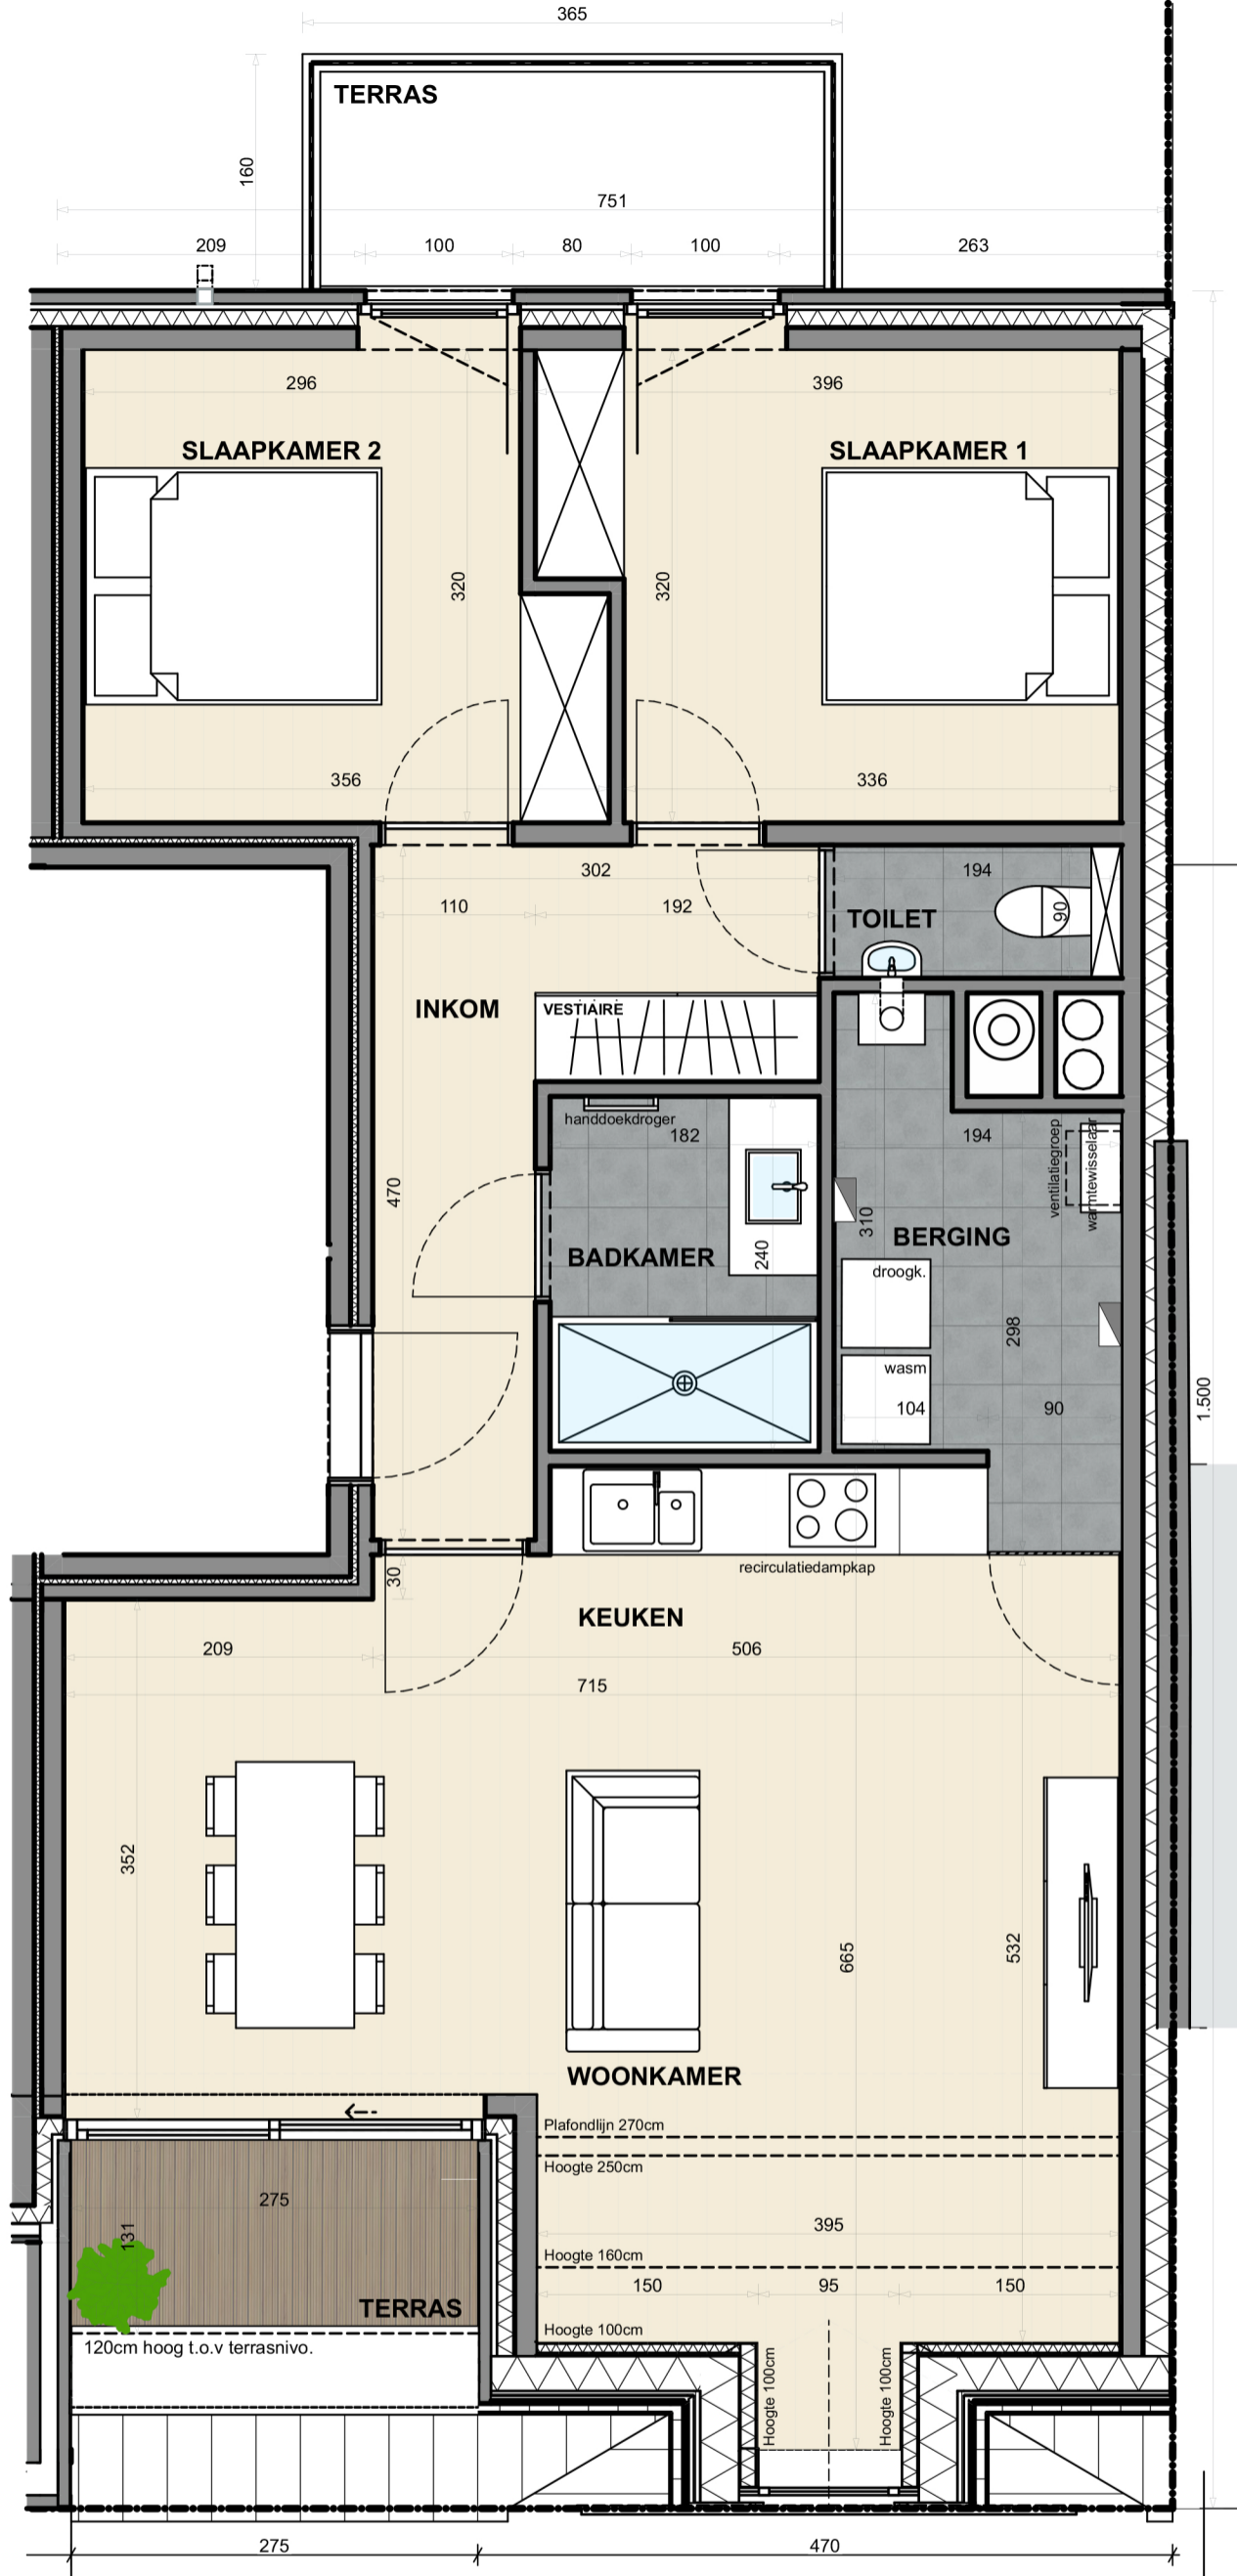 365
TERRAS
160
751
209
100
80
100
263
296
396
SLAAPKAMER 2
SLAAPKAMER 1
320
320
356
336
302
194
110
192
90
TOILET
INKOM
VESTIAIRE
handdoekdroger
182
194
ventilatiegroep
warmtewisselaar
470
310
BERGING
BADKAMER
240
droogk.
298
wasm
104
90
1.500
recirculatiedampkap
30
KEUKEN
209
506
715
352
665
532
WOONKAMER
Plafondlijn 270cm
Hoogte 250cm
275
131
395
Hoogte 160cm
150
95
150
TERRAS
Hoogte 100cm
120cm hoog t.o.v terrasnivo.
Hoogte 100cm
Hoogte 100cm
275
470